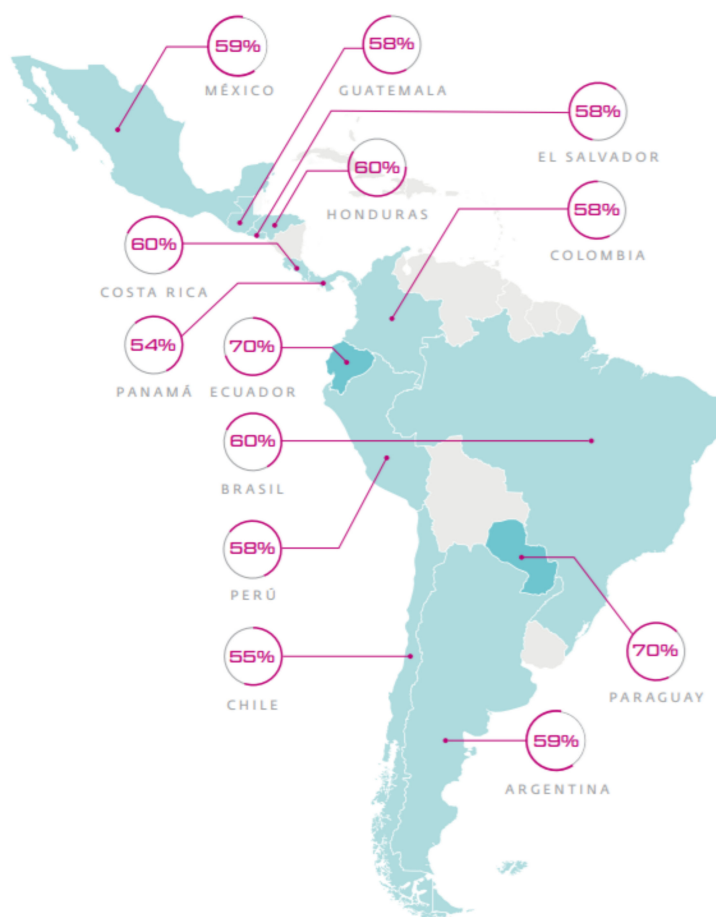 59%
MÉXICO
58%
GUATEMALA
58%
EL SALVADOR
60%
HONDURAS
58%
COLOMBIA
60%
COSTA RICA
54%
PANAMÁ
70%
ECUADOR
60%
BRASIL
58%
PERÚ
70%
PARAGUAY
55%
CHILE
59%
ARGENTINA